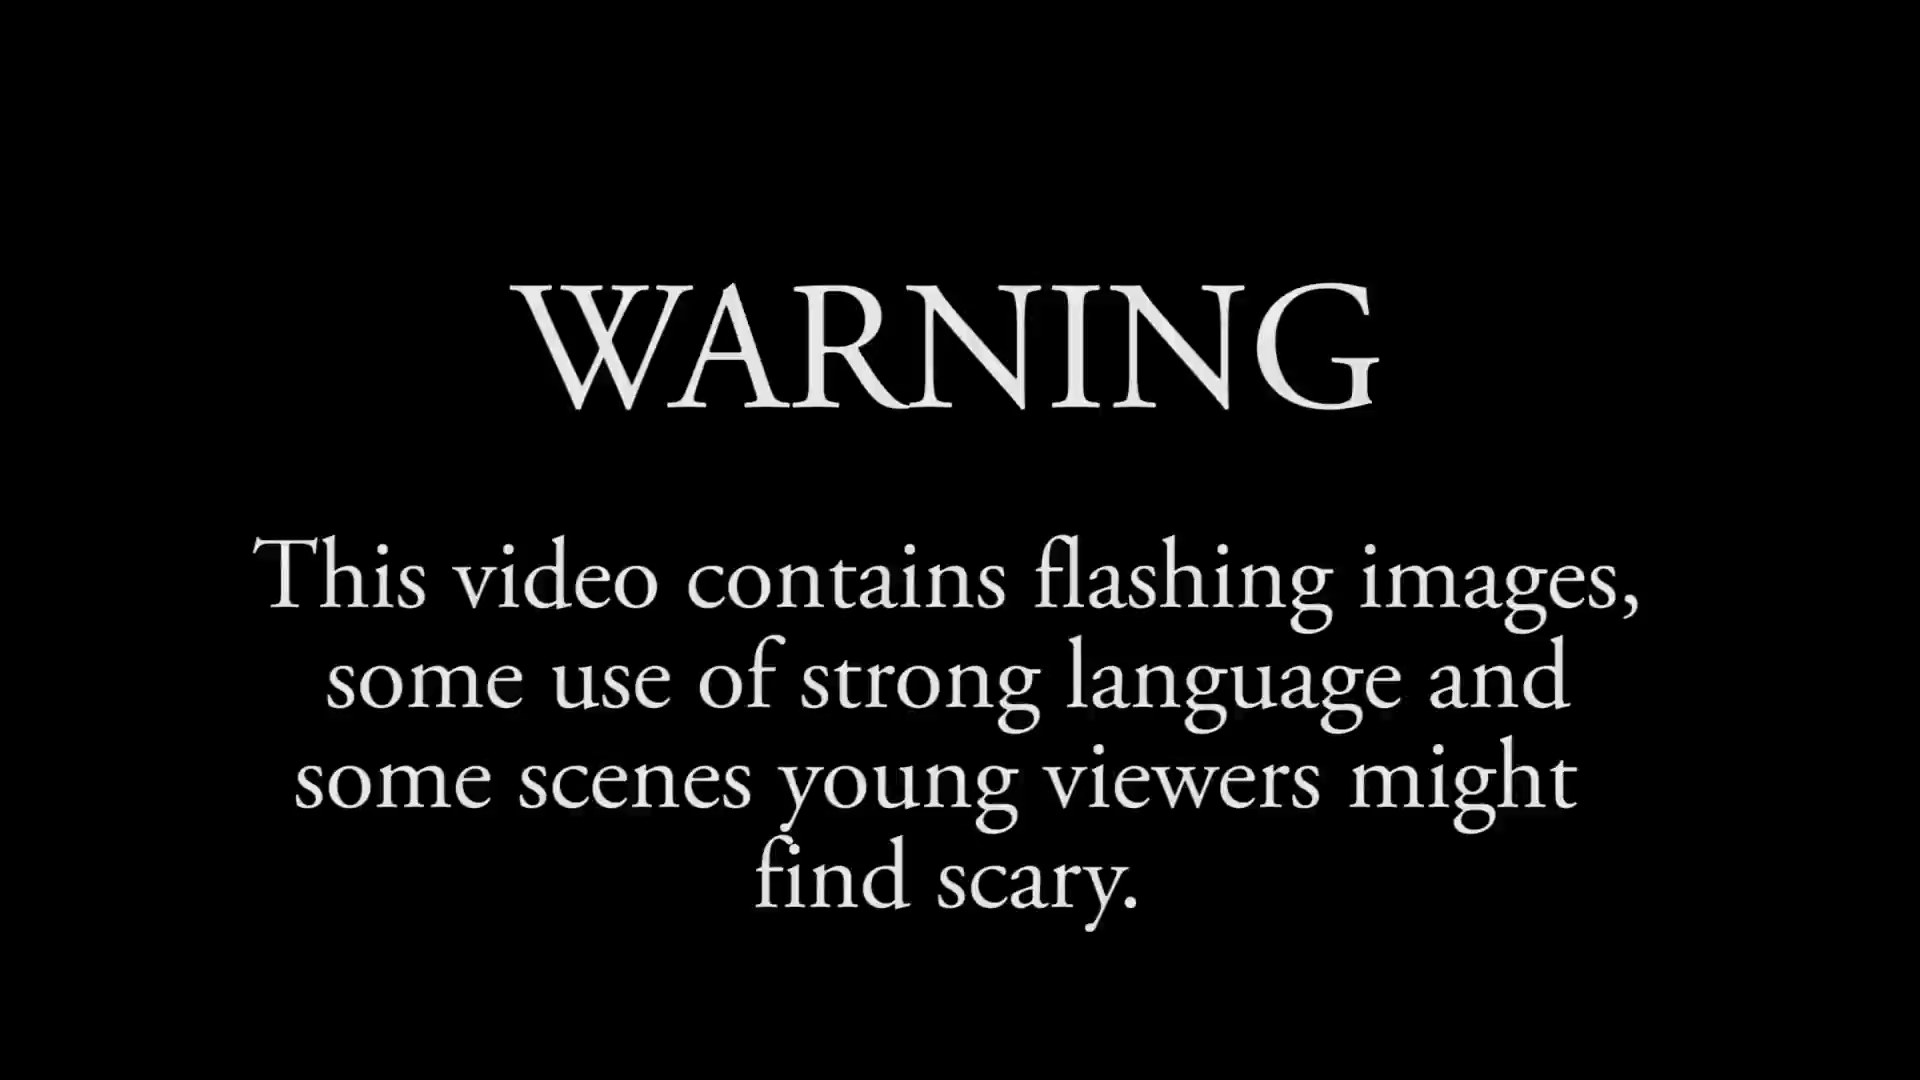 WARNING
This video contains flashing images,
some use of strong language and
some scenes young viewers might
find scary.